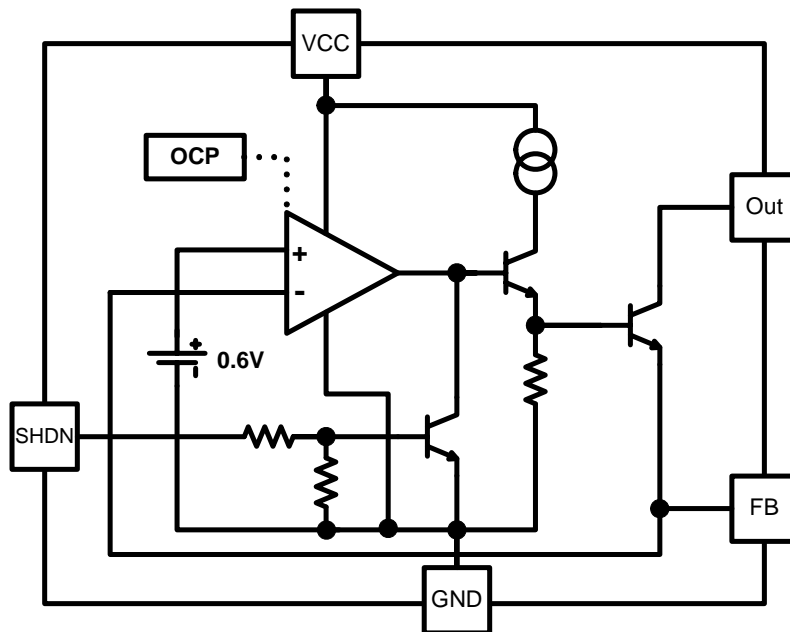 VCC
OCP
Out
+
-
+
0.6V
-
SHDN
FB
GND